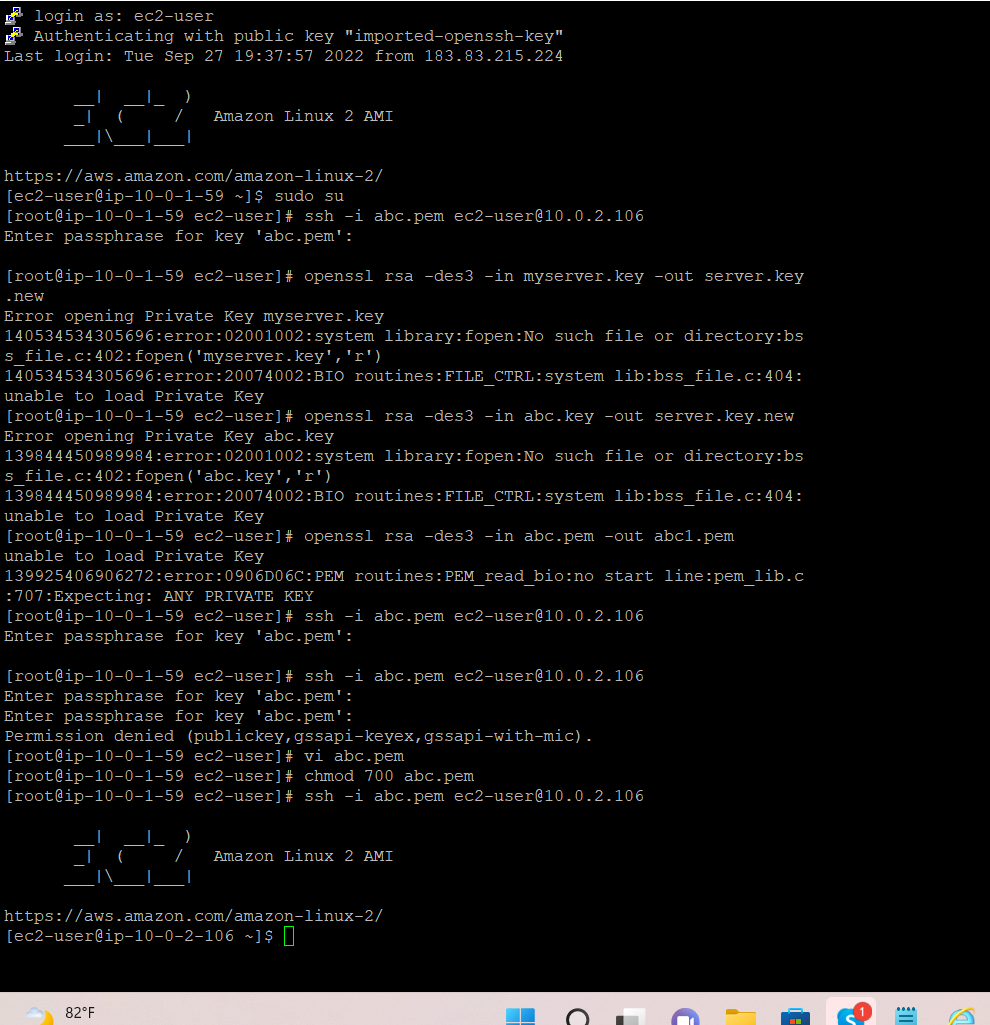 login as: ec2-user
Authenticating with public key "imported-openssh-key"
Last login: Tue Sep 27 19:37:57 2022 from 183.83.215.224
       __|  __|_  )
       _|  (     /   Amazon Linux 2 AMI
      ___|\___|___|
https://aws.amazon.com/amazon-linux-2/
[ec2-user@ip-10-0-1-59 ~]$ sudo su
[root@ip-10-0-1-59 ec2-user]# ssh -i abc.pem ec2-user@10.0.2.106
Enter passphrase for key 'abc.pem':
[root@ip-10-0-1-59 ec2-user]# openssl rsa -des3 -in myserver.key -out server.key
.new
Error opening Private Key myserver.key
140534534305696:error:02001002:system library:fopen:No such file or directory:bs
s_file.c:402:fopen('myserver.key','r')
140534534305696:error:20074002:BIO routines:FILE_CTRL:system lib:bss_file.c:404:
unable to load Private Key
[root@ip-10-0-1-59 ec2-user]# openssl rsa -des3 -in abc.key -out server.key.new
Error opening Private Key abc.key
139844450989984:error:02001002:system library:fopen:No such file or directory:bs
s_file.c:402:fopen('abc.key','r')
139844450989984:error:20074002:BIO routines:FILE_CTRL:system lib:bss_file.c:404:
unable to load Private Key
[root@ip-10-0-1-59 ec2-user]# openssl rsa -des3 -in abc.pem -out abc1.pem
unable to load Private Key
139925406906272:error:0906D06C:PEM routines:PEM_read_bio:no start line:pem_lib.c
:707:Expecting: ANY PRIVATE KEY
[root@ip-10-0-1-59 ec2-user]# ssh -i abc.pem ec2-user@10.0.2.106
Enter passphrase for key 'abc.pem':
[root@ip-10-0-1-59 ec2-user]# ssh -i abc.pem ec2-user@10.0.2.106
Enter passphrase for key 'abc.pem':
Enter passphrase for key 'abc.pem':
Permission denied (publickey,gssapi-keyex,gssapi-with-mic).
[root@ip-10-0-1-59 ec2-user]# vi abc.pem
[root@ip-10-0-1-59 ec2-user]# chmod 700 abc.pem
[root@ip-10-0-1-59 ec2-user]# ssh -i abc.pem ec2-user@10.0.2.106
       __|  __|_  )
       _|  (     /   Amazon Linux 2 AMI
      ___|\___|___|
https://aws.amazon.com/amazon-linux-2/
[ec2-user@ip-10-0-2-106 ~]$
82°F
S 1